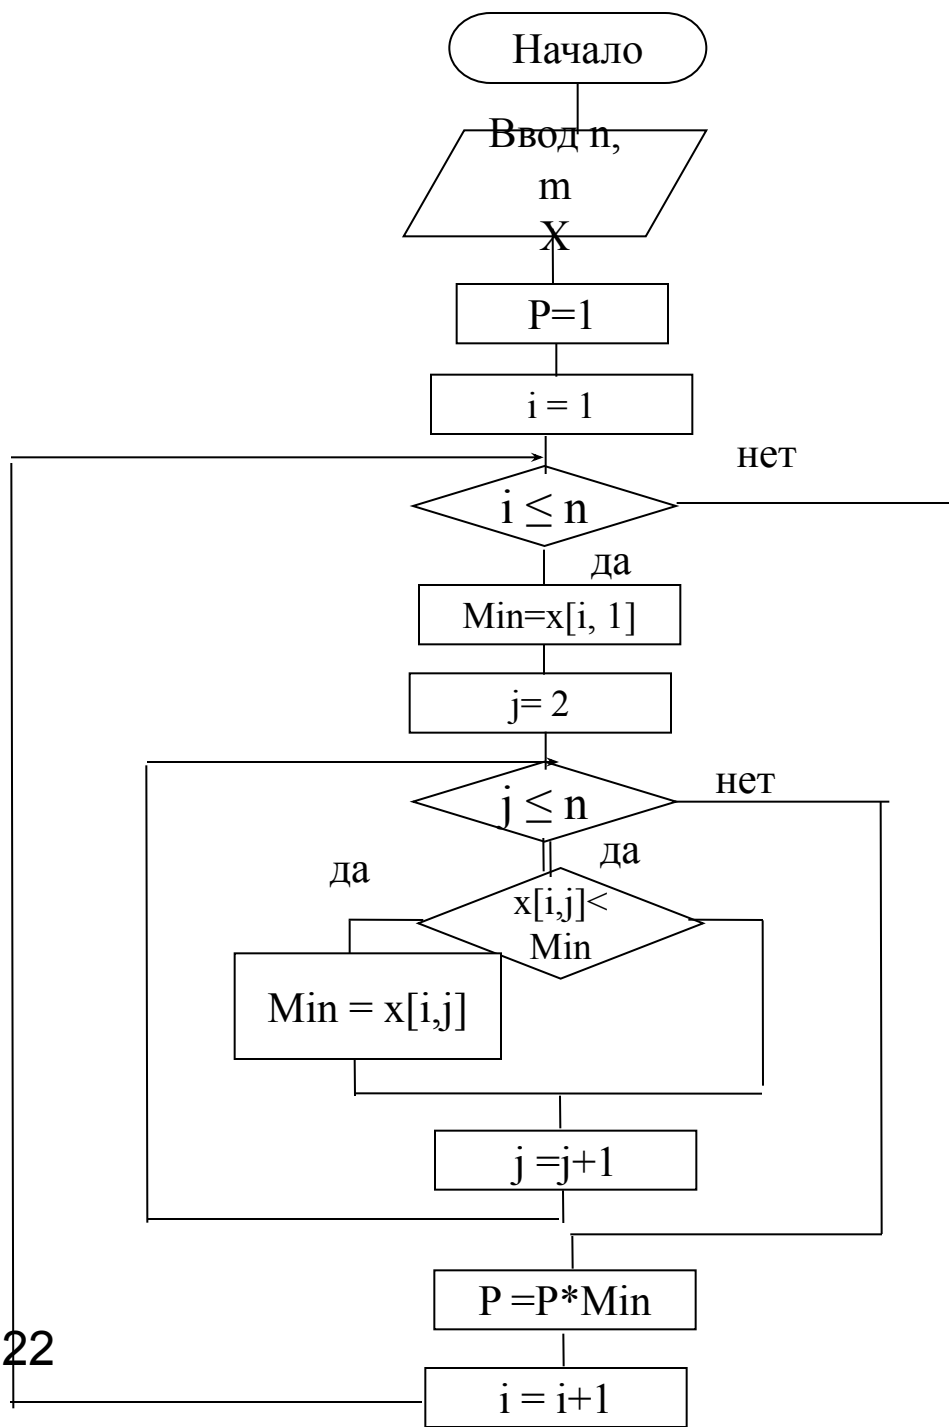 Начало
Ввод n,
m
X
P=1
i = 1
нет
i ≤ n
да
Min=x[i, 1]
j= 2
нет
j ≤ n
да
да
x[i,j]<
Min
Min = x[i,j]
j =j+1
P =P*Min
22
i = i+1